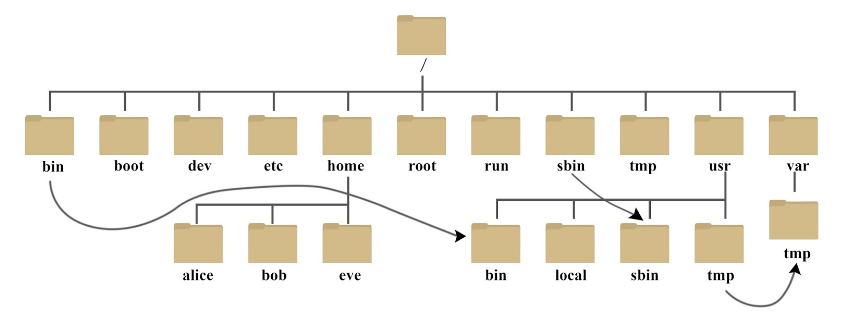 /
bin boot dev etc home root run sbin tmp usr var
alice bob eve bin local sbin tmp tmp